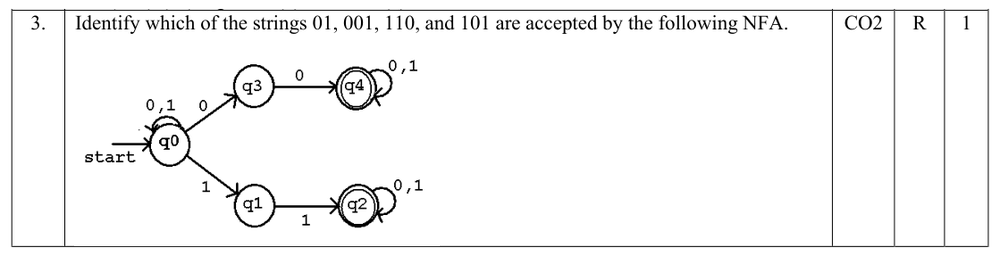 3. Identify which of the strings 01, 001, 110, and 101 are accepted by the following NFA. CO2 R 1
0,1
0
q3
q4
0,1 0
q0
start
1
0,1
q1
q2
1